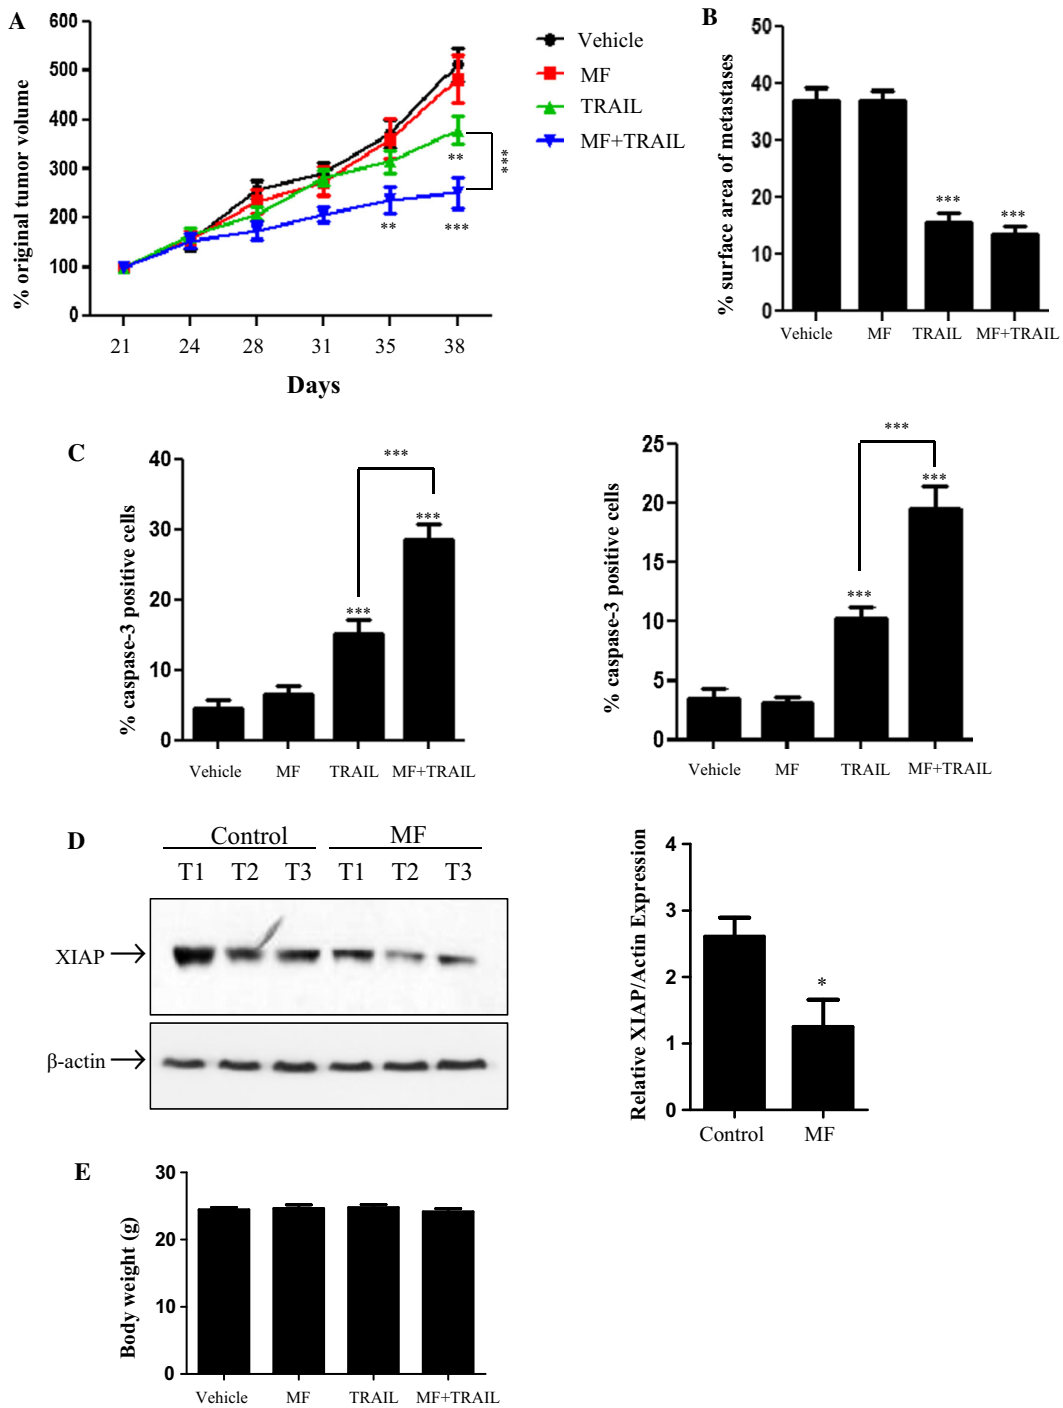 A
600
500
400
300
200
100
0
% original tumor volume
21 24 28 31 35 38
Days
**
***
**
***
Vehicle
MF
TRAIL
MF+TRAIL
B
50
40
30
20
10
0
% surface area of metastases
*** ***
Vehicle MF TRAIL MF+TRAIL
C
40
30
20
10
0
% caspase-3 positive cells
***
***
***
Vehicle MF TRAIL MF+TRAIL
25
20
15
10
5
0
% caspase-3 positive cells
***
***
***
Vehicle MF TRAIL MF+TRAIL
D
Control MF
T1 T2 T3 T1 T2 T3
XIAP
β-actin
4
3
2
1
0
Relative XIAP/Actin Expression
*
Control MF
E
30
20
10
0
Body weight (g)
Vehicle MF TRAIL MF+TRAIL